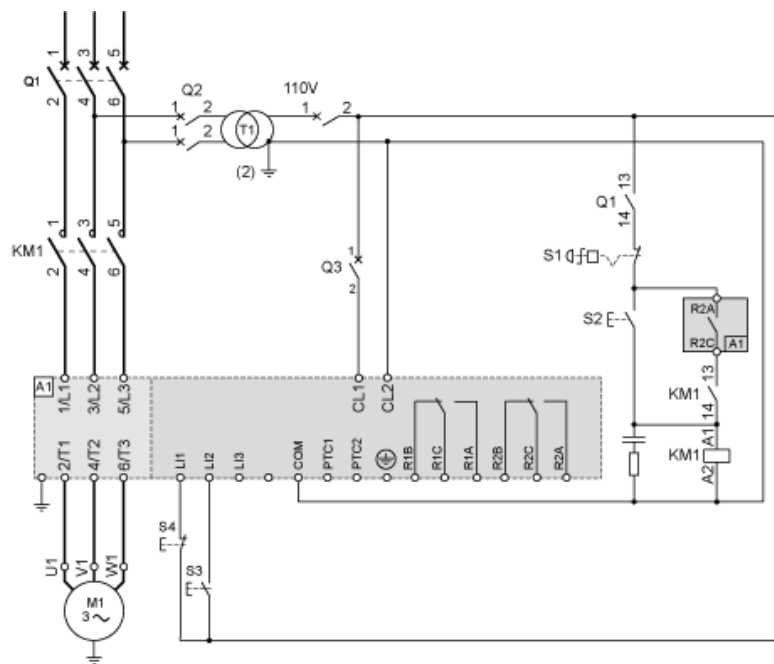 1 3 5
Q1
2 4 6
Q2
1 2
1 2
T1
(2)
110V
1 2
13
Q1
14
S1
1 3 5
KM1
2 4 6
1
Q3
2
S2
R2A
R2C
A1
13
KM1
14
A1
KM1
A2
A1
1/L1 3/L2 5/L3
CL1 CL2
2/T1 4/T2 6/T3
LI1 LI2 LI3 COM PTC1 PTC2 R1B R1C R1A R2B R2C R2A
S4
S3
U1 V1 W1
M1
3 ~